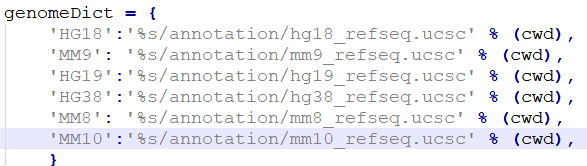 genomeDict = {
    'HG18':'%s/annotation/hg18_refseq.ucsc' % (cwd),
    'MM9': '%s/annotation/mm9_refseq.ucsc' % (cwd),
    'HG19':'%s/annotation/hg19_refseq.ucsc' % (cwd),
    'HG38':'%s/annotation/hg38_refseq.ucsc' % (cwd),
    'MM8': '%s/annotation/mm8_refseq.ucsc' % (cwd),
    'MM10':'%s/annotation/mm10_refseq.ucsc' % (cwd),
    }